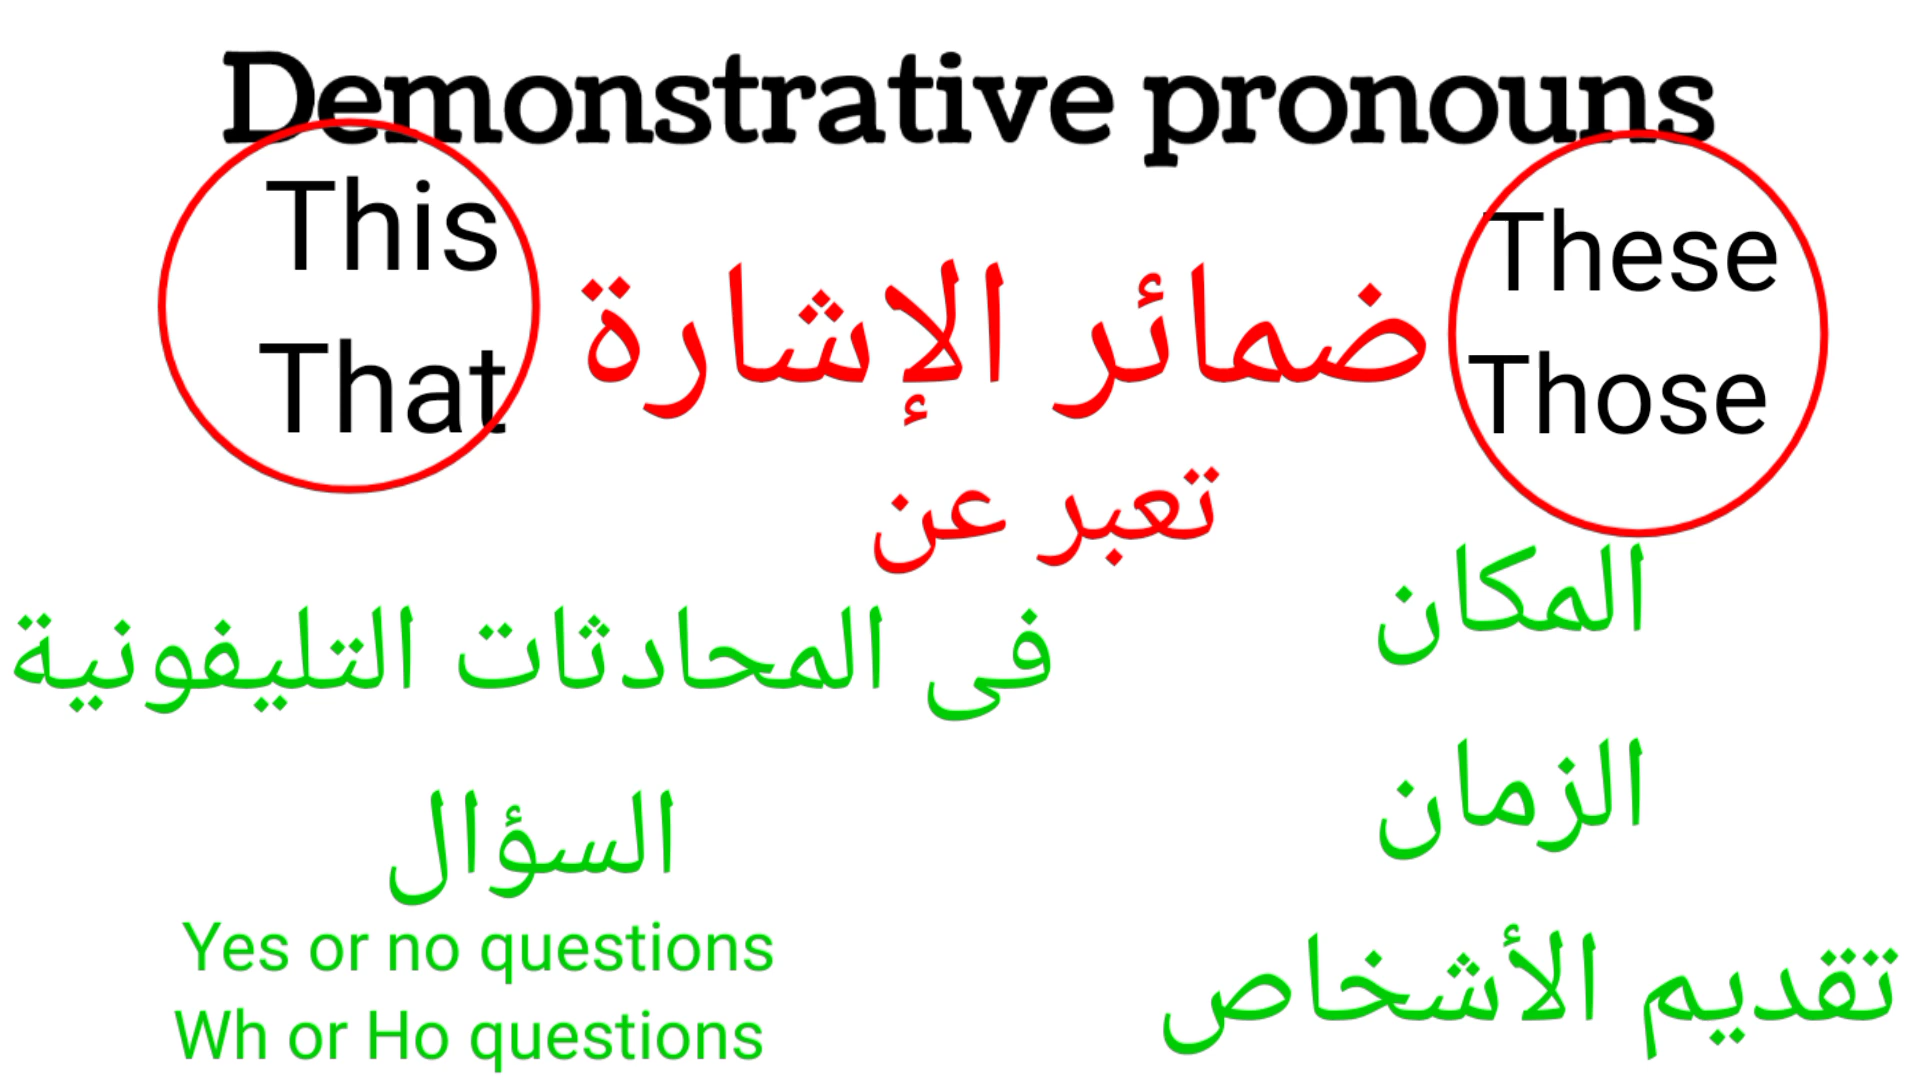 Demonstrative pronouns
This
That
ضمائر الإشارة
These
Those
تعبر عن
المكان
فى المحادثات التليفونية
الزمان
السؤال
Yes or no questions
Wh or Ho questions
تقديم الأشخاص